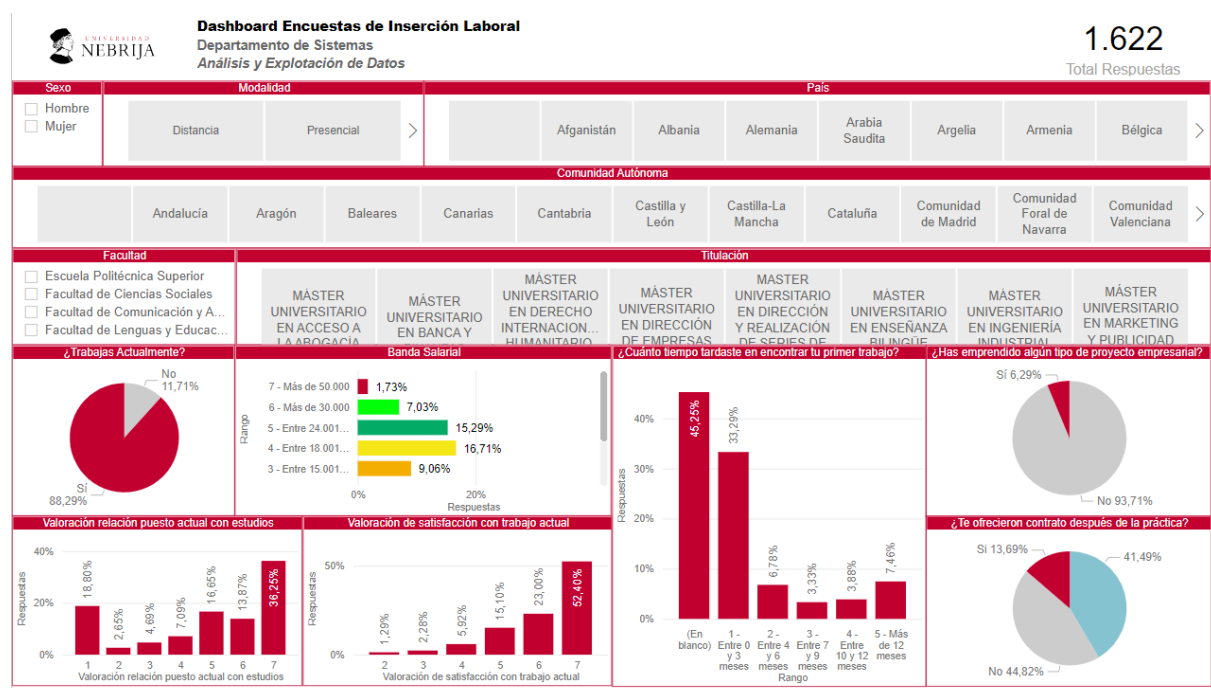 UNIVERSIDAD
NEBRIJA
Dashboard Encuestas de Inserción Laboral
Departamento de Sistemas
Análisis y Explotación de Datos
1.622
Total Respuestas
Sexo
Hombre
Mujer
Modalidad
Distancia
Presencial
País
Afganistán
Albania
Alemania
Arabia
Saudita
Argelia
Armenia
Bélgica
Comunidad Autónoma
Andalucía
Aragón
Baleares
Canarias
Cantabria
Castilla y
León
Castilla-La
Mancha
Cataluña
Comunidad
de Madrid
Comunidad
Foral de
Navarra
Comunidad
Valenciana
Facultad
Escuela Politécnica Superior
Facultad de Ciencias Sociales
Facultad de Comunicación y A...
Facultad de Lenguas y Educac...
Titulación
MÁSTER
UNIVERSITARIO
EN ACCESO A
LA ABOGACÍA
MÁSTER
UNIVERSITARIO
EN BANCA Y
MÁSTER
UNIVERSITARIO
EN DERECHO
INTERNACION...
HUMANITARIO
MÁSTER
UNIVERSITARIO
EN DIRECCIÓN
DE EMPRESAS
MASTER
UNIVERSITARIO
EN DIRECCIÓN
Y REALIZACIÓN
DE SERIES DE
MÁSTER
UNIVERSITARIO
EN ENSEÑANZA
BILINGÜE
MÁSTER
UNIVERSITARIO
EN INGENIERÍA
INDUSTRIAL
MÁSTER
UNIVERSITARIO
EN MARKETING
Y PUBLICIDAD
¿Trabajas Actualmente?
No
11,71%
Sí
88,29%
Banda Salarial
Rango
7 - Más de 50.000
1,73%
6 - Más de 30.000
7,03%
5 - Entre 24.001...
15,29%
4 - Entre 18.001...
16,71%
3 - Entre 15.001...
9,06%
0%
20%
Respuestas
¿Cuánto tiempo tardaste en encontrar tu primer trabajo?
Respuestas
40%
30%
20%
10%
0%
45,25%
33,29%
6,78%
3,33%
3,88%
7,46%
(En
blanco)
1 -
Entre 0
y 3
meses
2 -
Entre 4
y 6
meses
3 -
Entre 7
y 9
meses
4 -
Entre
10 y 12
meses
5 - Más
de 12
meses
Rango
¿Has emprendido algún tipo de proyecto empresarial?
Sí 6,29%
No 93,71%
Valoración relación puesto actual con estudios
Respuestas
40%
20%
0%
18,80%
2,65%
4,69%
7,09%
16,65%
13,87%
36,25%
1
2
3
4
5
6
7
Valoración relación puesto actual con estudios
Valoración de satisfacción con trabajo actual
Respuestas
50%
0%
1,29%
2,28%
5,92%
15,10%
23,00%
52,40%
2
3
4
5
6
7
Valoración de satisfacción con trabajo actual
¿Te ofrecieron contrato después de la práctica?
Si 13,69%
41,49%
No 44,82%